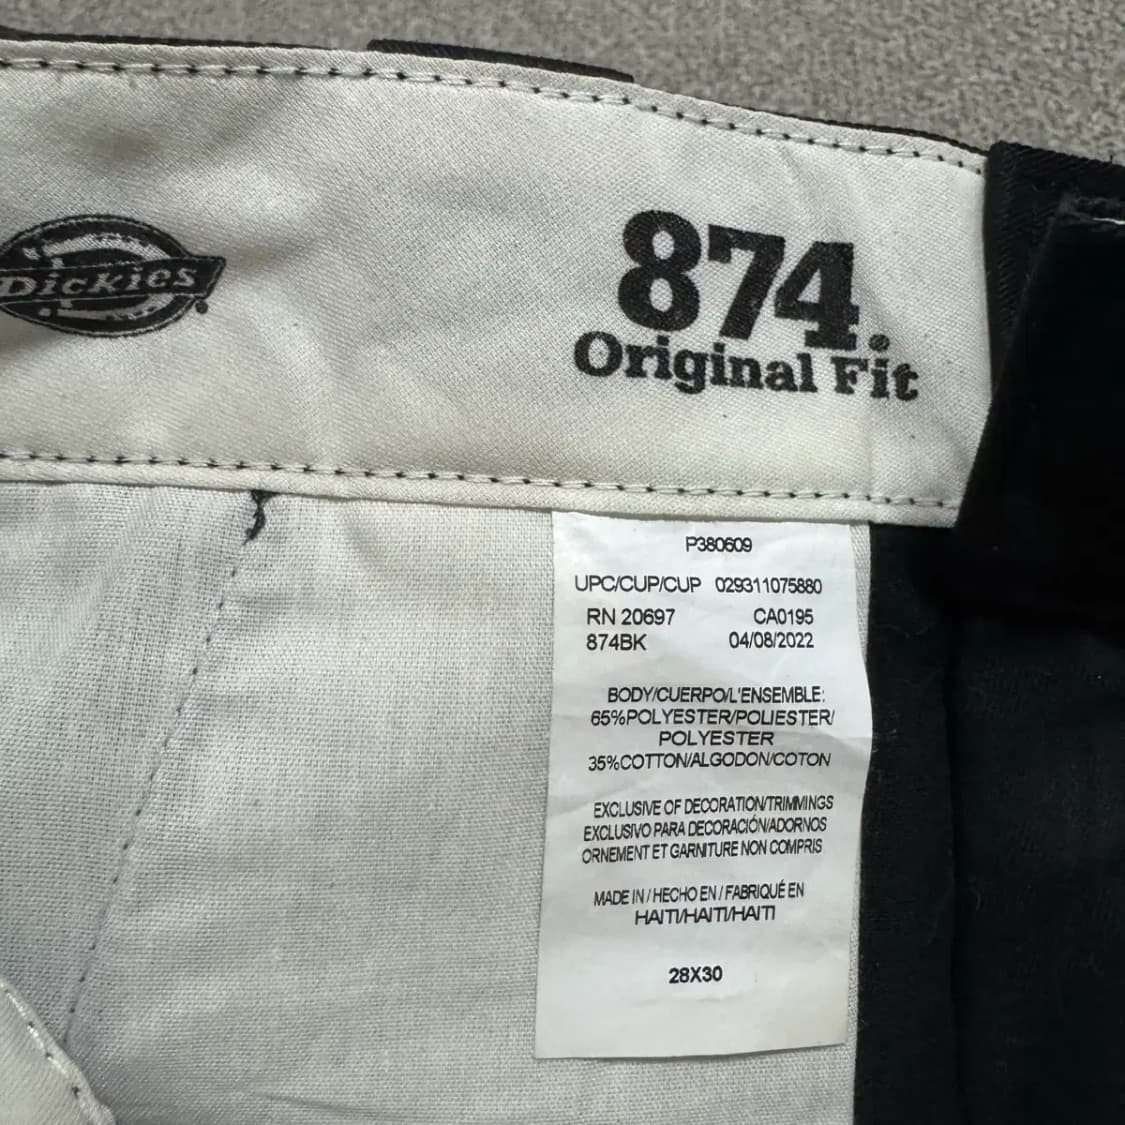 Dickies
874
Original Fit
P380609
UPC/CUP/CUP 029311075880
RN 20697 CA0195
874BK 04/08/2022
BODY/CUERPO/L'ENSEMBLE:
65%POLYESTER/POLIESTER/
POLYESTER
35%COTTON/ALGODON/COTON
EXCLUSIVE OF DECORATION/TRIMMINGS
EXCLUSIVO PARA DECORACIÓN/ADORNOS
ORNEMENT ET GARNITURE NON COMPRIS
MADE IN / HECHO EN / FABRIQUÉ EN
HAITI/HAITI/HAITI
28X30